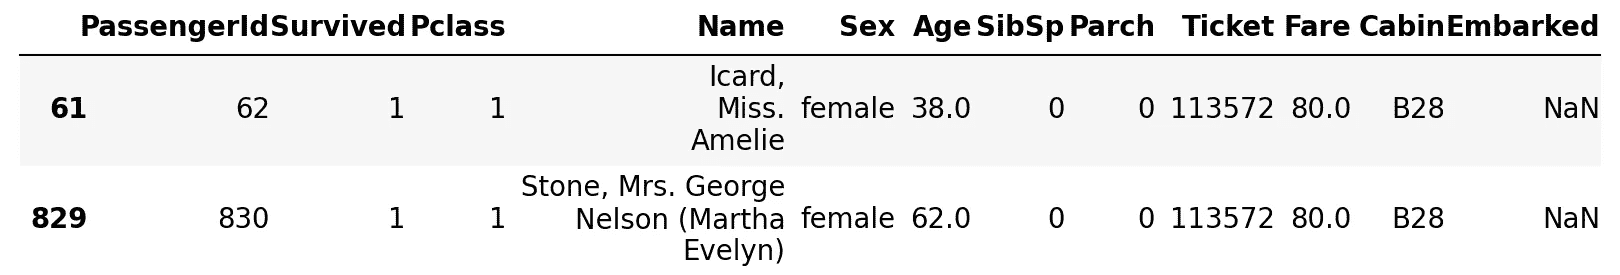 PassengerId Survived Pclass Name Sex Age SibSp Parch Ticket Fare Cabin Embarked
61 62 1 1 Icard, Miss. Amelie female 38.0 0 0 113572 80.0 B28 NaN
829 830 1 1 Stone, Mrs. George Nelson (Martha Evelyn) female 62.0 0 0 113572 80.0 B28 NaN